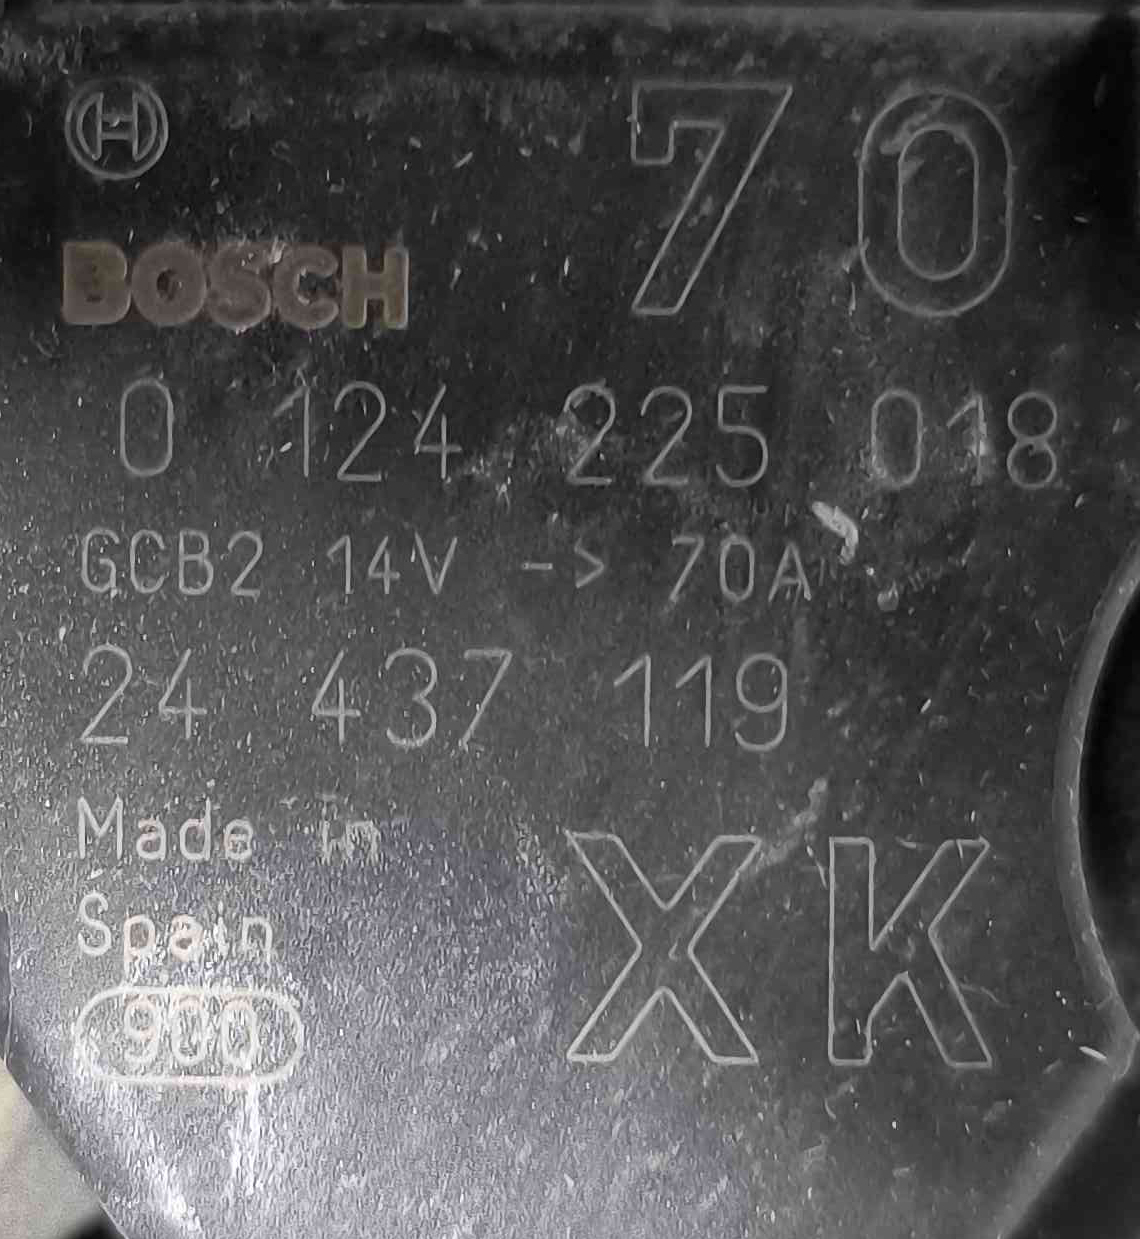 70
BOSCH
0 124 225 018
GCB2 14V -> 70A
24 437 119
Made in
Spain
XK
900